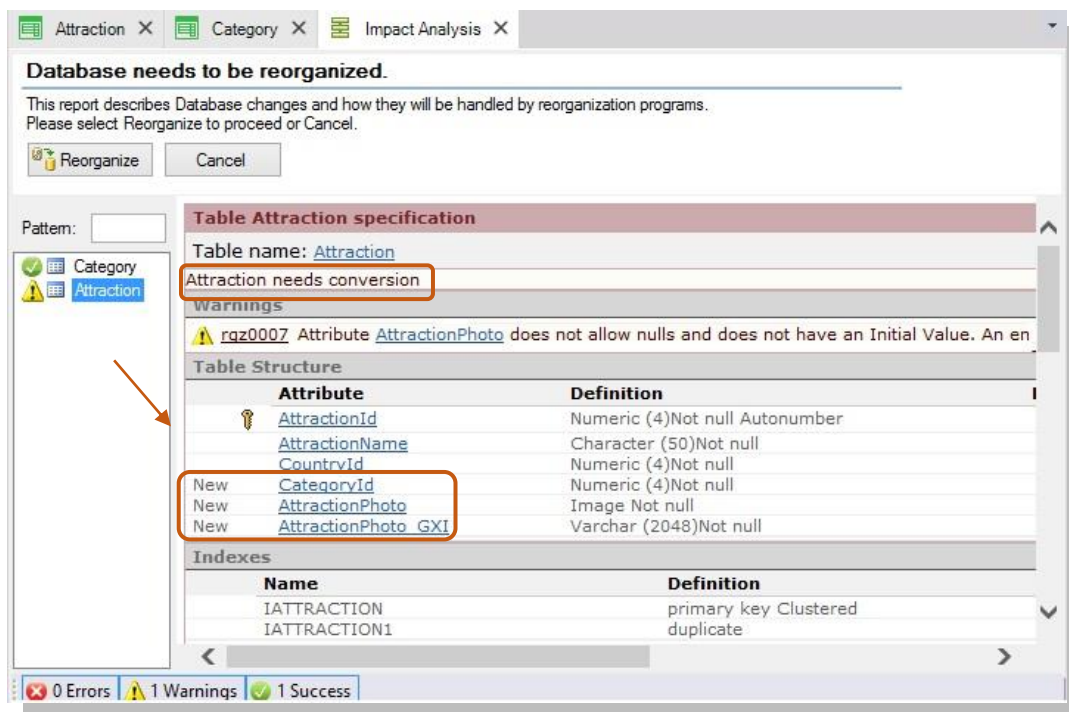 Attraction Category Impact Analysis
Database needs to be reorganized.
This report describes Database changes and how they will be handled by reorganization programs.
Please select Reorganize to proceed or Cancel.
Reorganize Cancel
Pattern:
Category
Attraction
Table Attraction specification
Table name: Attraction
Attraction needs conversion
Warnings
rgz0007 Attribute AttractionPhoto does not allow nulls and does not have an Initial Value. An en
Table Structure
Attribute Definition
AttractionId Numeric (4)Not null Autonumber
AttractionName Character (50)Not null
CountryId Numeric (4)Not null
New CategoryId Numeric (4)Not null
New AttractionPhoto Image Not null
New AttractionPhoto_GXI Varchar (2048)Not null
Indexes
Name Definition
IATTRACTION primary key Clustered
IATTRACTION1 duplicate
0 Errors 1 Warnings 1 Success